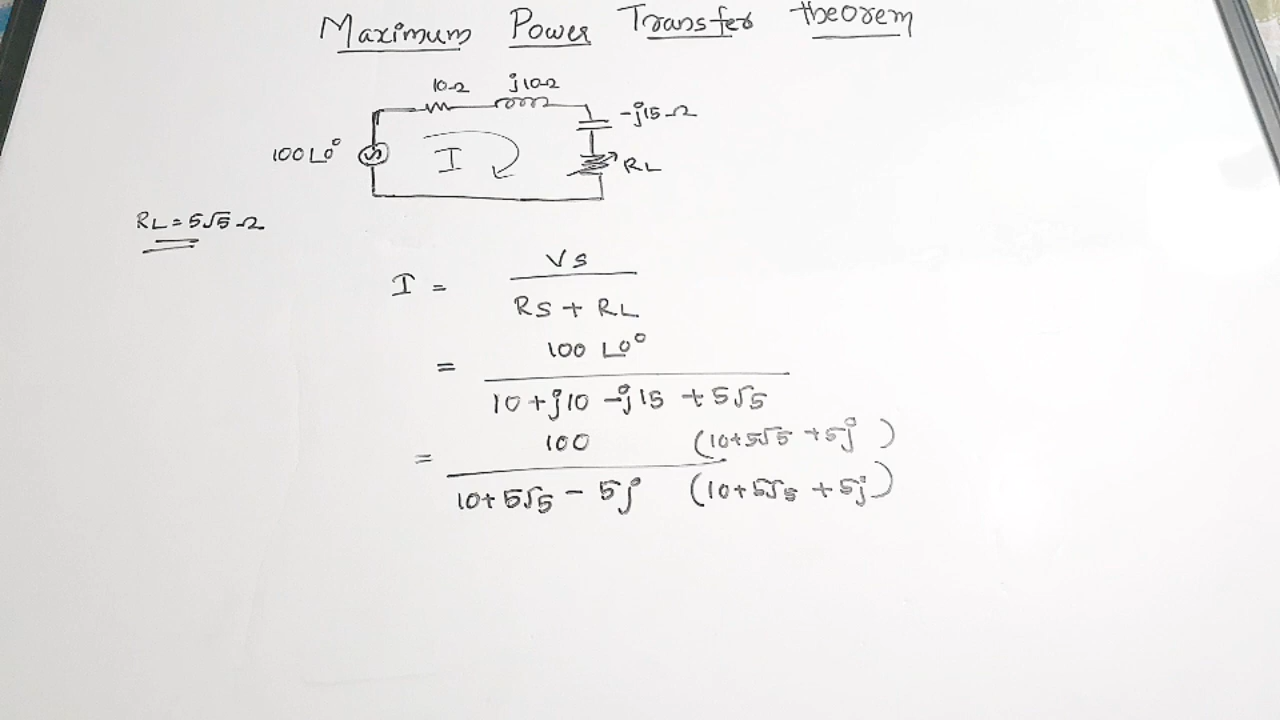 Maximum Power Transfer theorem
10Ω j10Ω
-j15Ω
100∟0°
I
RL
RL = 5√5 Ω
I = Vs / RS + RL
= 100 ∟0° / 10 + j10 - j15 + 5√5
= 100 (10+5√5 +5j) / 10+5√5 - 5j (10+5√5 +5j)